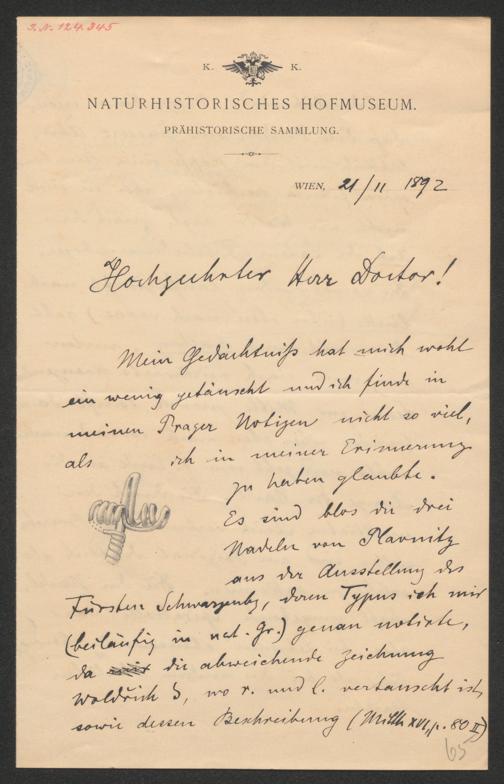 J.N. 124.345
K. K.
NATURHISTORISCHES HOFMUSEUM.
PRÄHISTORISCHE SAMMLUNG.
WIEN, 21/11 1892
Hochgeehrter Herr Doctor!
Mein Gedächtniß hat mich wohl
ein wenig getäuscht und ich finde in
meinen Prager Notizen nicht so viel,
als ich in meiner Erinnerung
zu haben glaubte.
Es sind blos die drei
Nadeln von Plavnitz
aus der Ausstellung des
Fürsten Schwarzenbg, deren Typus ich mir
(beiläufig in nat. Gr.) genau notirte,
da die abweichende Zeichnung
Woldřich S, wo r. und l. vertauscht ist,
sowie dessen Beschreibung (Mitth XVI, p. 80 II)
65